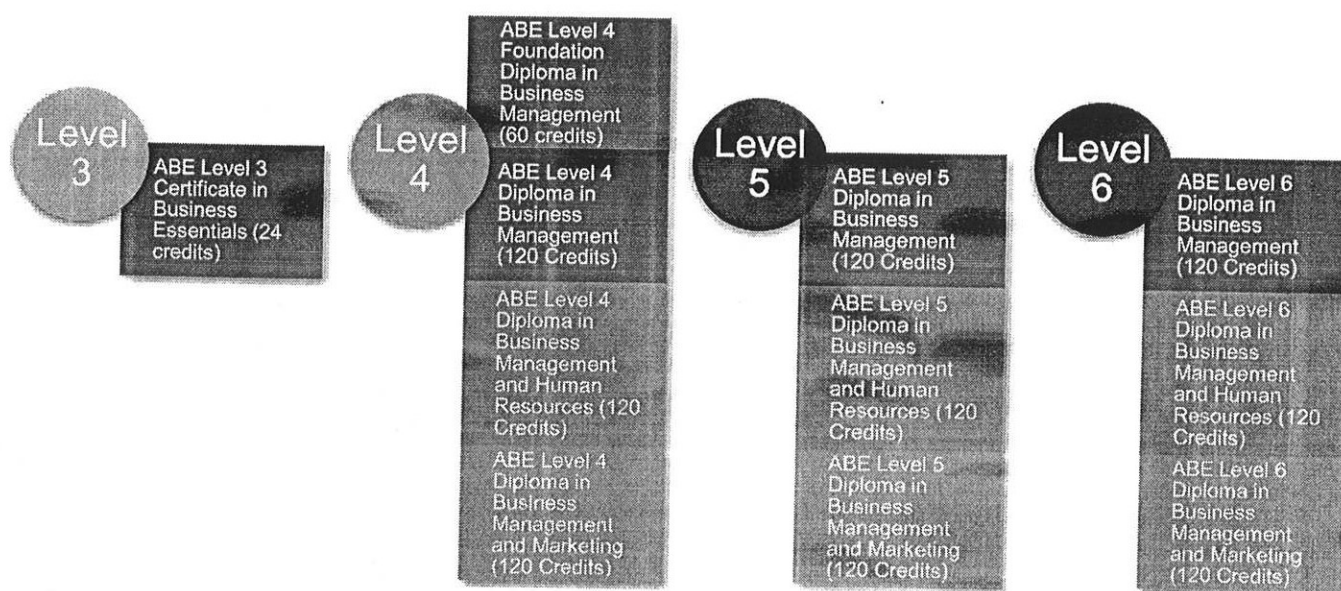 Level
3
ABE Level 3
Certificate in
Business
Essentials (24
credits)
Level
4
ABE Level 4
Foundation
Diploma in
Business
Management
(60 credits)
ABE Level 4
Diploma in
Business
Management
(120 Credits)
ABE Level 4
Diploma in
Business
Management
and Human
Resources (120
Credits)
ABE Level 4
Diploma in
Business
Management
and Marketing
(120 Credits)
Level
5
ABE Level 5
Diploma in
Business
Management
(120 Credits)
ABE Level 5
Diploma in
Business
Management
and Human
Resources (120
Credits)
ABE Level 5
Diploma in
Business
Management
and Marketing
(120 Credits)
Level
6
ABE Level 6
Diploma in
Business
Management
(120 Credits)
ABE Level 6
Diploma in
Business
Management
and Human
Resources (120
Credits)
ABE Level 6
Diploma in
Business
Management
and Marketing
(120 Credits)